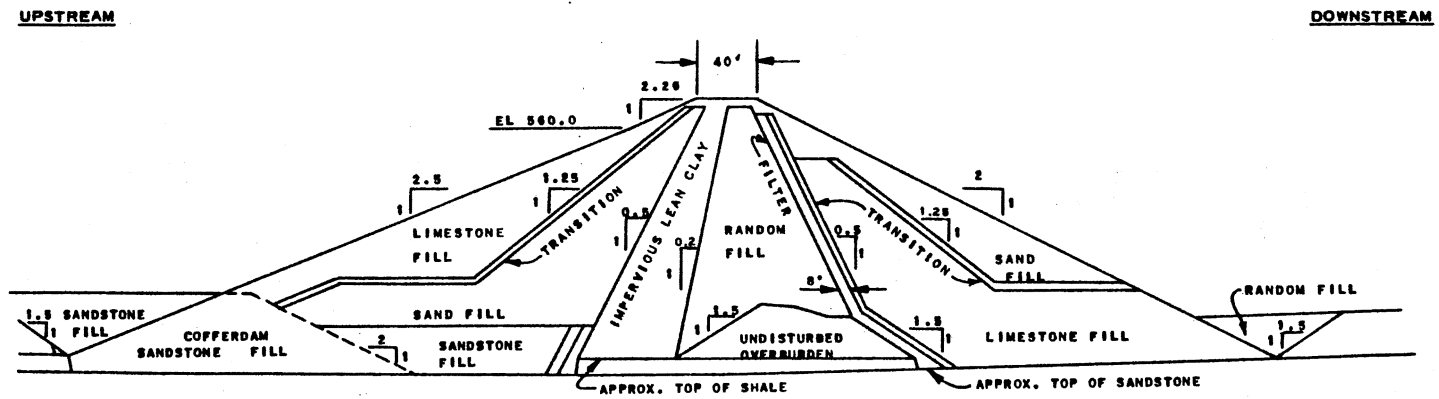 UPSTREAM
DOWNSTREAM
40'
2.25
1
EL 560.0
2.5
1
1.25
1
TRANSITION
0.5
1
IMPERVIOUS LEAN CLAY
0.2
1
FILTER
RANDOM
FILL
2
1
1.25
1
TRANSITION
0.5
1
LIMESTONE
FILL
SAND
FILL
8'
RANDOM FILL
1.5
1
SANDSTONE
FILL
COFFERDAM
SANDSTONE FILL
SAND FILL
2
1
SANDSTONE
FILL
1.5
1
UNDISTURBED
OVERBURDEN
1.5
1
LIMESTONE FILL
1.5
1
APPROX. TOP OF SHALE
APPROX. TOP OF SANDSTONE